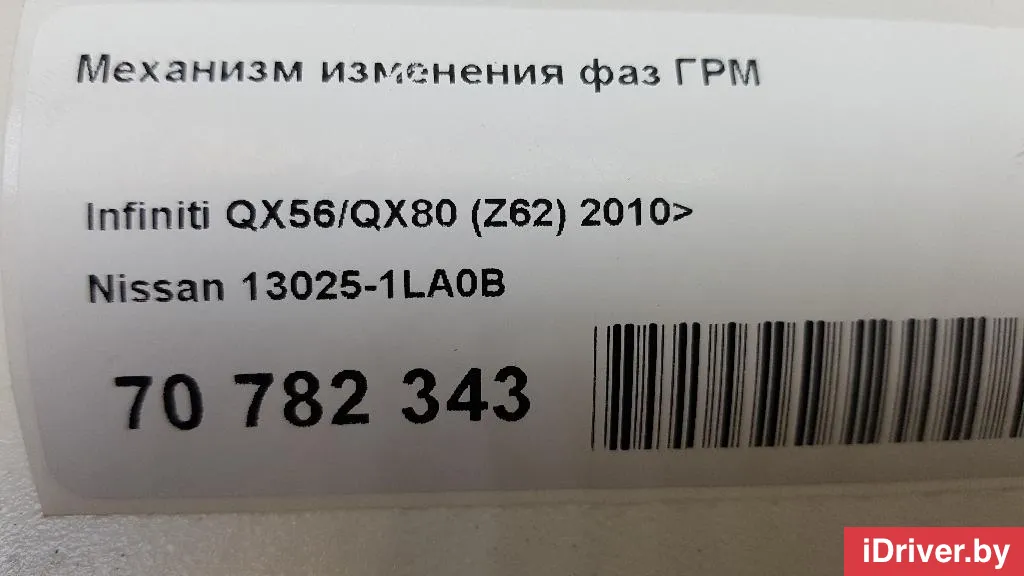 Механизм изменения фаз ГРМ
Infiniti QX56/QX80 (Z62) 2010>
Nissan 13025-1LA0B
70 782 343
iDriver.by